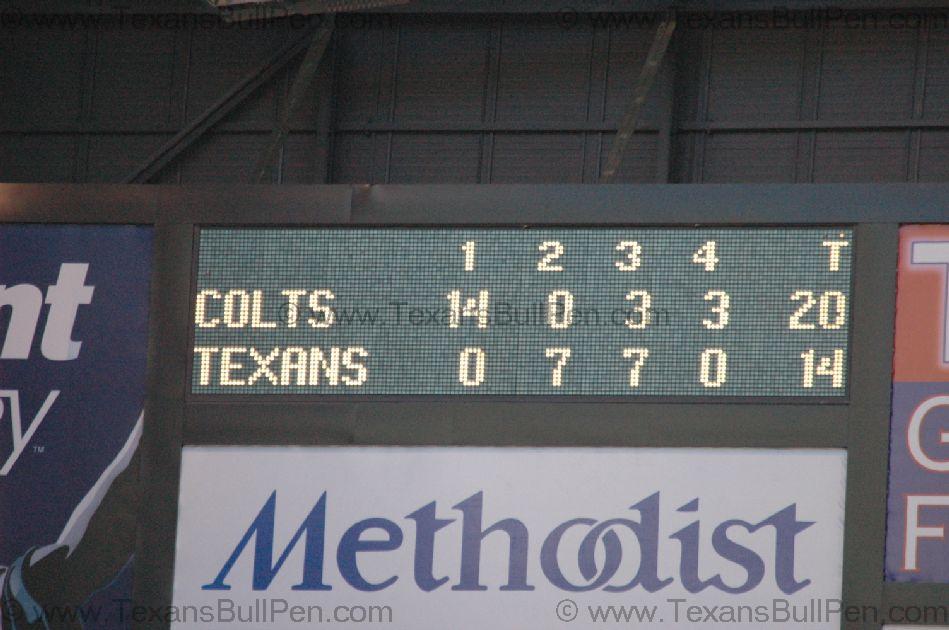 © www.TexansBullPen.com © www.TexansBullPen.com
1 2 3 4 T
COLTS 14 0 3 3 20
© www.TexansBullPen.com
TEXANS 0 7 7 0 14
Methodist
© www.TexansBullPen.com © www.TexansBullPen.com